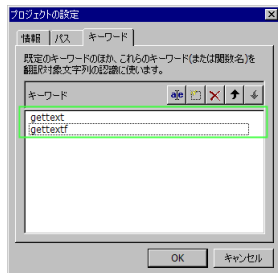 プロジェクトの設定
情報 パス キーワード
既定のキーワードのほか、これらのキーワード(または関数名)を
翻訳対象文字列の認識に使います。
キーワード
gettext
gettextf
OK キャンセル